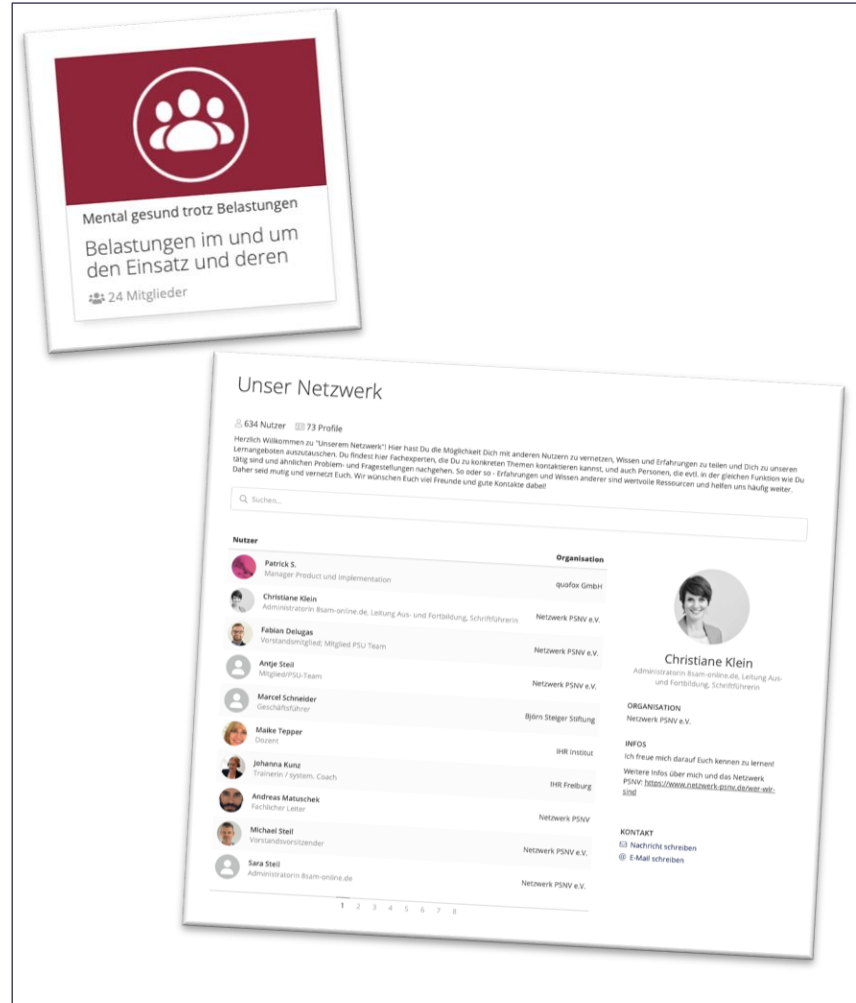 Mental gesund trotz Belastungen
Belastungen im und um
den Einsatz und deren
24 Mitglieder
Unser Netzwerk
634 Nutzer 73 Profile
Herzlich Willkommen zu "Unserem Netzwerk"! Hier hast Du die Möglichkeit Dich mit anderen Nutzern zu vernetzen, Wissen und Erfahrungen zu teilen und Dich zu unseren
Lernangeboten auszutauschen. Du findest hier Fachexperten, die Du zu konkreten Themen kontaktieren kannst, und auch Personen, die evtl. in der gleichen Funktion wie Du
tätig sind und ähnlichen Problem- und Fragestellungen nachgehen. So oder so - Erfahrungen und Wissen anderer sind wertvolle Ressourcen und helfen uns häufig weiter.
Daher seid mutig und vernetzt Euch. Wir wünschen Euch viel Freunde und gute Kontakte dabei!
Suchen...
Nutzer Organisation
Patrick S.
Manager Product und Implementation quofox GmbH
Christiane Klein
Administratorin 8sam-online.de, Leitung Aus- und Fortbildung, Schriftführerin Netzwerk PSNV e.V.
Fabian Delugas
Vorstandsmitglied; Mitglied PSU Team Netzwerk PSNV e.V.
Antje Steil
Mitglied/PSU-Team Netzwerk PSNV e.V.
Marcel Schneider
Geschäftsführer Björn Steiger Stiftung
Maike Tepper
Dozent IHR Institut
Johanna Kunz
Trainerin / system. Coach IHR Freiburg
Andreas Matuschek
Fachlicher Leiter Netzwerk PSNV
Michael Steil
Vorstandsvorsitzender Netzwerk PSNV e.V.
Sara Steil
Administratorin 8sam-online.de Netzwerk PSNV e.V.
1 2 3 4 5 6 7 8
Christiane Klein
Administratorin 8sam-online.de, Leitung Aus-
und Fortbildung, Schriftführerin
ORGANISATION
Netzwerk PSNV e.V.
INFOS
Ich freue mich darauf Euch kennen zu lernen!
Weitere Infos über mich und das Netzwerk
PSNV: https://www.netzwerk-psnv.de/wer-wir-
sind
KONTAKT
Nachricht schreiben
E-Mail schreiben